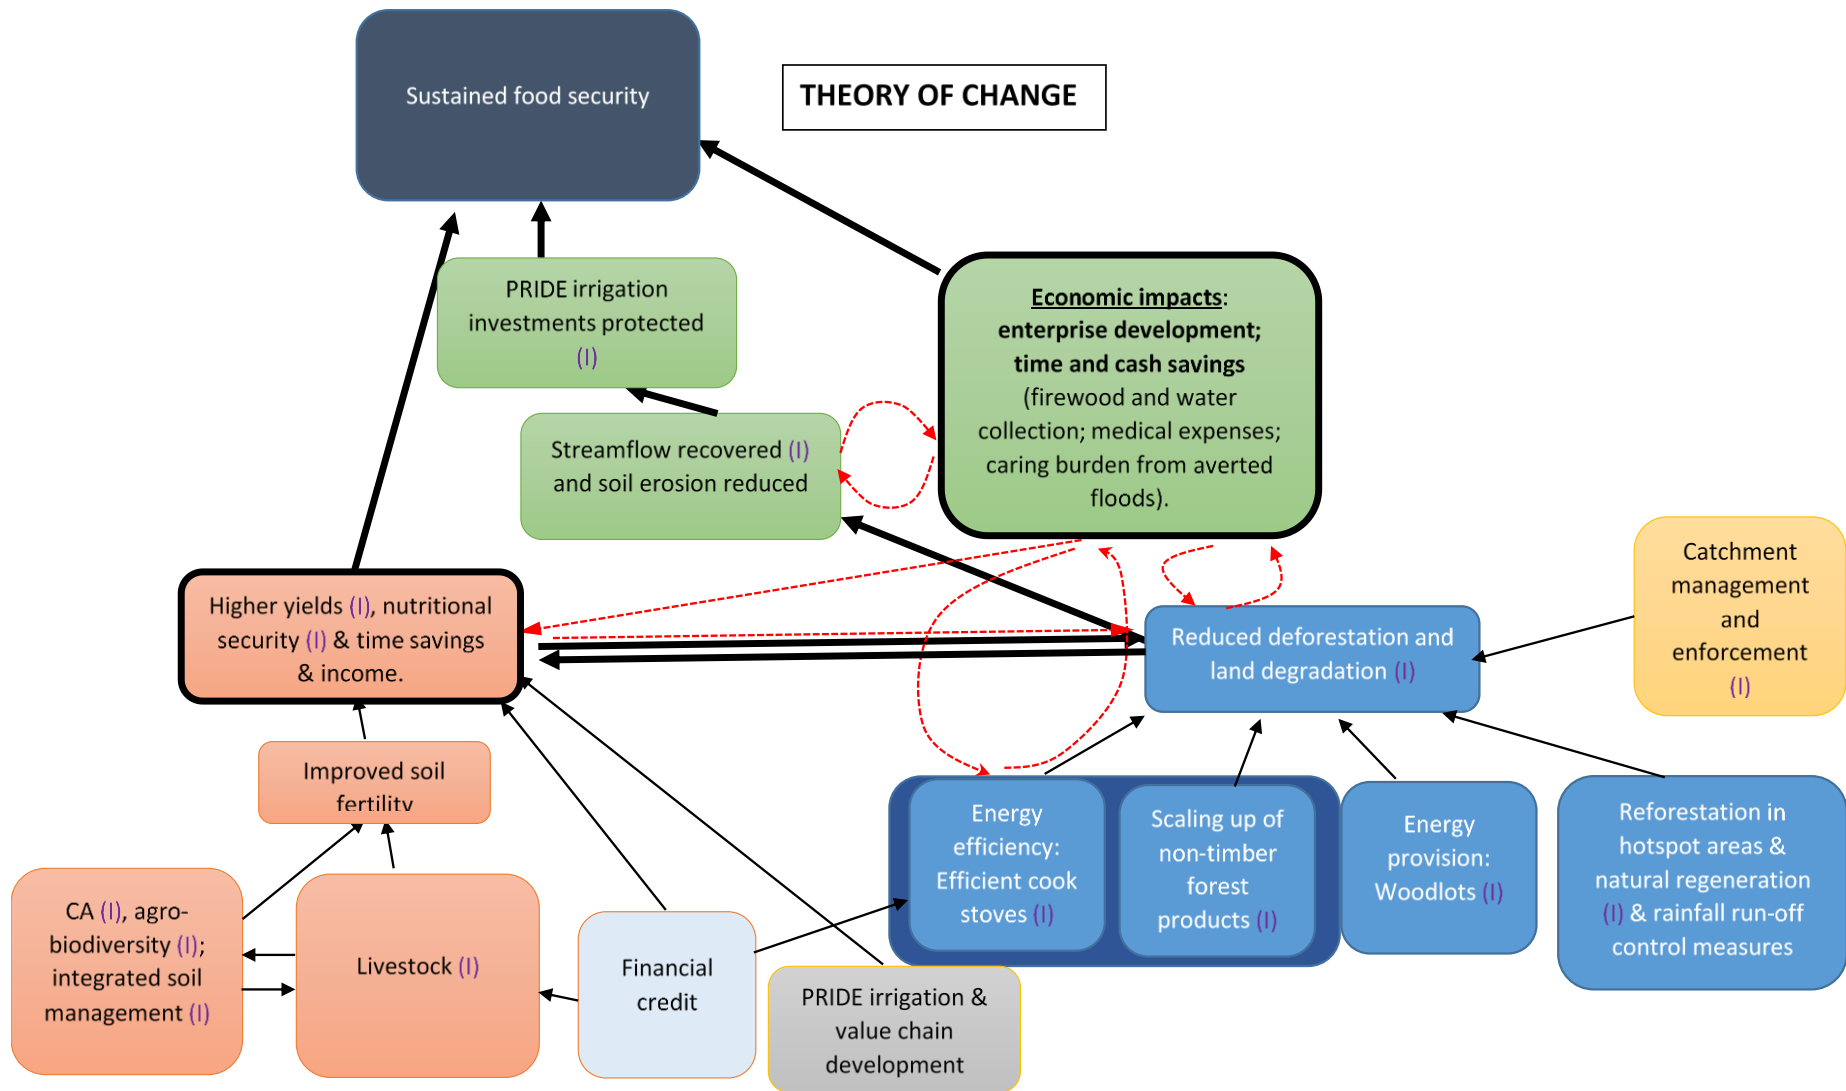 Sustained food security
THEORY OF CHANGE
PRIDE irrigation
investments protected
(I)
Economic impacts:
enterprise development;
time and cash savings
(firewood and water
collection; medical expenses;
caring burden from averted
floods).
Streamflow recovered (I)
and soil erosion reduced
Catchment
management
and
enforcement
(I)
Higher yields (I), nutritional
security (I) & time savings
& income.
Reduced deforestation and
land degradation (I)
Improved soil
fertility
Energy
efficiency:
Efficient cook
stoves (I)
Scaling up of
non-timber
forest
products (I)
Energy
provision:
Woodlots (I)
Reforestation in
hotspot areas &
natural regeneration
(I) & rainfall run-off
control measures
CA (I), agro-
biodiversity (I);
integrated soil
management (I)
Livestock (I)
Financial
credit
PRIDE irrigation &
value chain
development